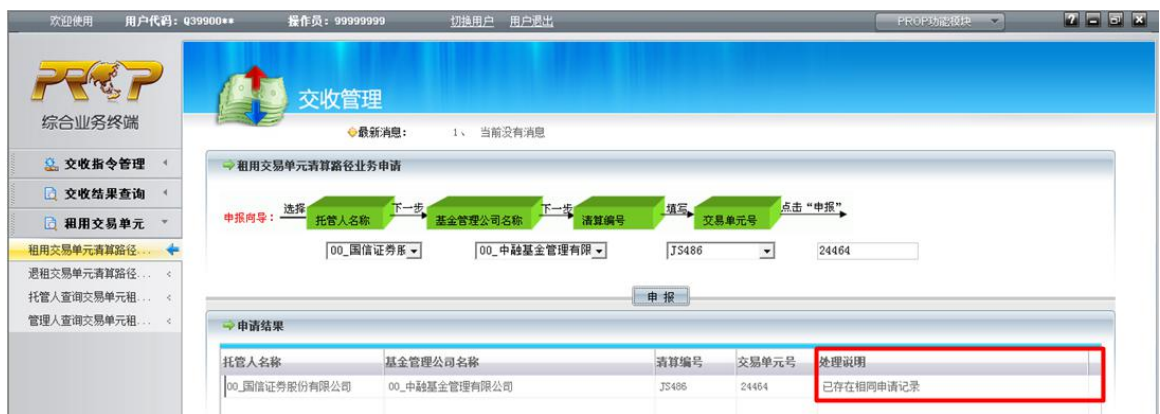 欢迎使用 用户代码: Q39900** 操作员: 99999999 切换用户 用户退出 PROP功能模块
PROP
综合业务终端
交收管理
最新消息: 1、 当前没有消息
交收指令管理
交收结果查询
租用交易单元
租用交易单元清算路径...
退租交易单元清算路径...
托管人查询交易单元租...
管理人查询交易单元租...
租用交易单元清算路径业务申请
申报向导: 选择 托管人名称 下一步 基金管理公司名称 下一步 清算编号 填写 交易单元号 点击 “申报”
00_国信证券股 00_中融基金管理有限 JS486 24464
申 报
申请结果
托管人名称 基金管理公司名称 清算编号 交易单元号 处理说明
00_国信证券股份有限公司 00_中融基金管理有限公司 JS486 24464 已存在相同申请记录